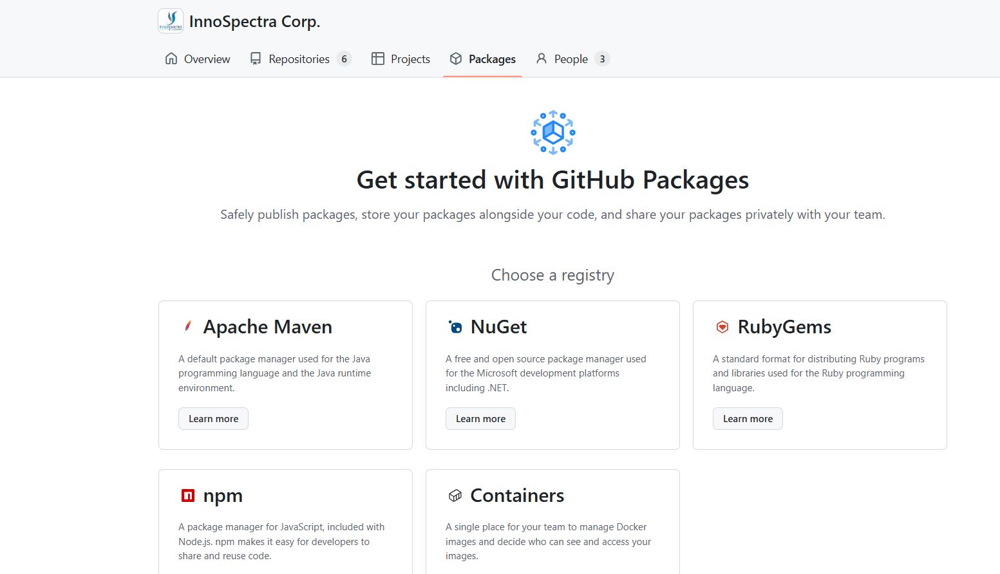 InnoSpectra Corp.
Overview
Repositories 6
Projects
Packages
People 3
Get started with GitHub Packages
Safely publish packages, store your packages alongside your code, and share your packages privately with your team.
Choose a registry
Apache Maven
A default package manager used for the Java
programming language and the Java runtime
environment.
Learn more
NuGet
A free and open source package manager used
for the Microsoft development platforms
including .NET.
Learn more
RubyGems
A standard format for distributing Ruby programs
and libraries used for the Ruby programming
language.
Learn more
npm
A package manager for JavaScript, included with
Node.js. npm makes it easy for developers to
share and reuse code.
Containers
A single place for your team to manage Docker
images and decide who can see and access your
images.